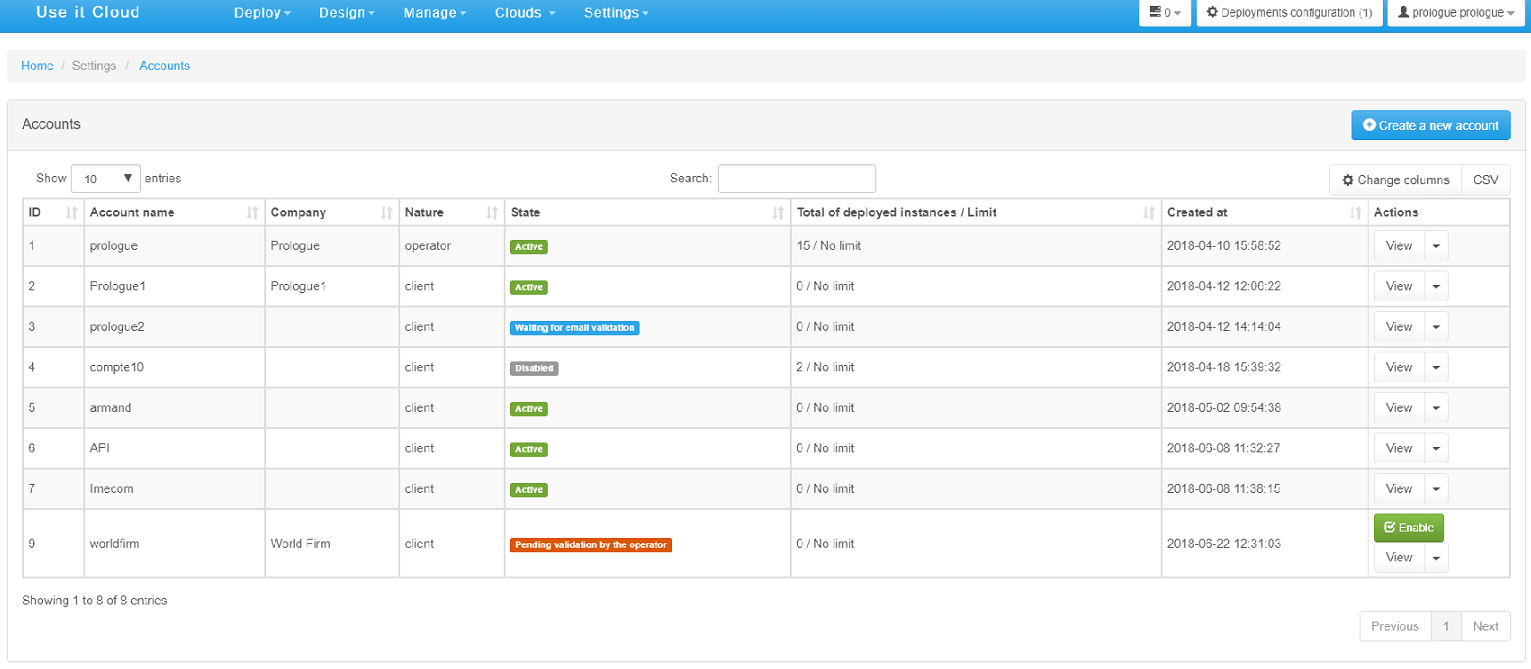 Use it Cloud Deploy Design Manage Clouds Settings 0 Deployments configuration (1) prologue prologue
Home / Settings / Accounts
Accounts Create a new account
Show 10 entries Search: Change columns CSV
ID Account name Company Nature State Total of deployed instances / Limit Created at Actions
1 prologue Prologue operator Active 15 / No limit 2018-04-10 15:58:52 View
2 Prologue1 Prologue1 client Active 0 / No limit 2018-04-12 12:06:22 View
3 prologue2 client Waiting for email validation 0 / No limit 2018-04-12 14:14:04 View
4 compte10 client Disabled 2 / No limit 2018-04-18 15:39:32 View
5 armand client Active 0 / No limit 2018-05-02 09:54:38 View
6 API client Active 0 / No limit 2018-06-08 11:32:27 View
7 Imecom client Active 0 / No limit 2018-06-08 11:38:15 View
9 worldfirm World Firm client Pending validation by the operator 0 / No limit 2018-06-22 12:31:03 Enable
View
Showing 1 to 8 of 8 entries
Previous 1 Next